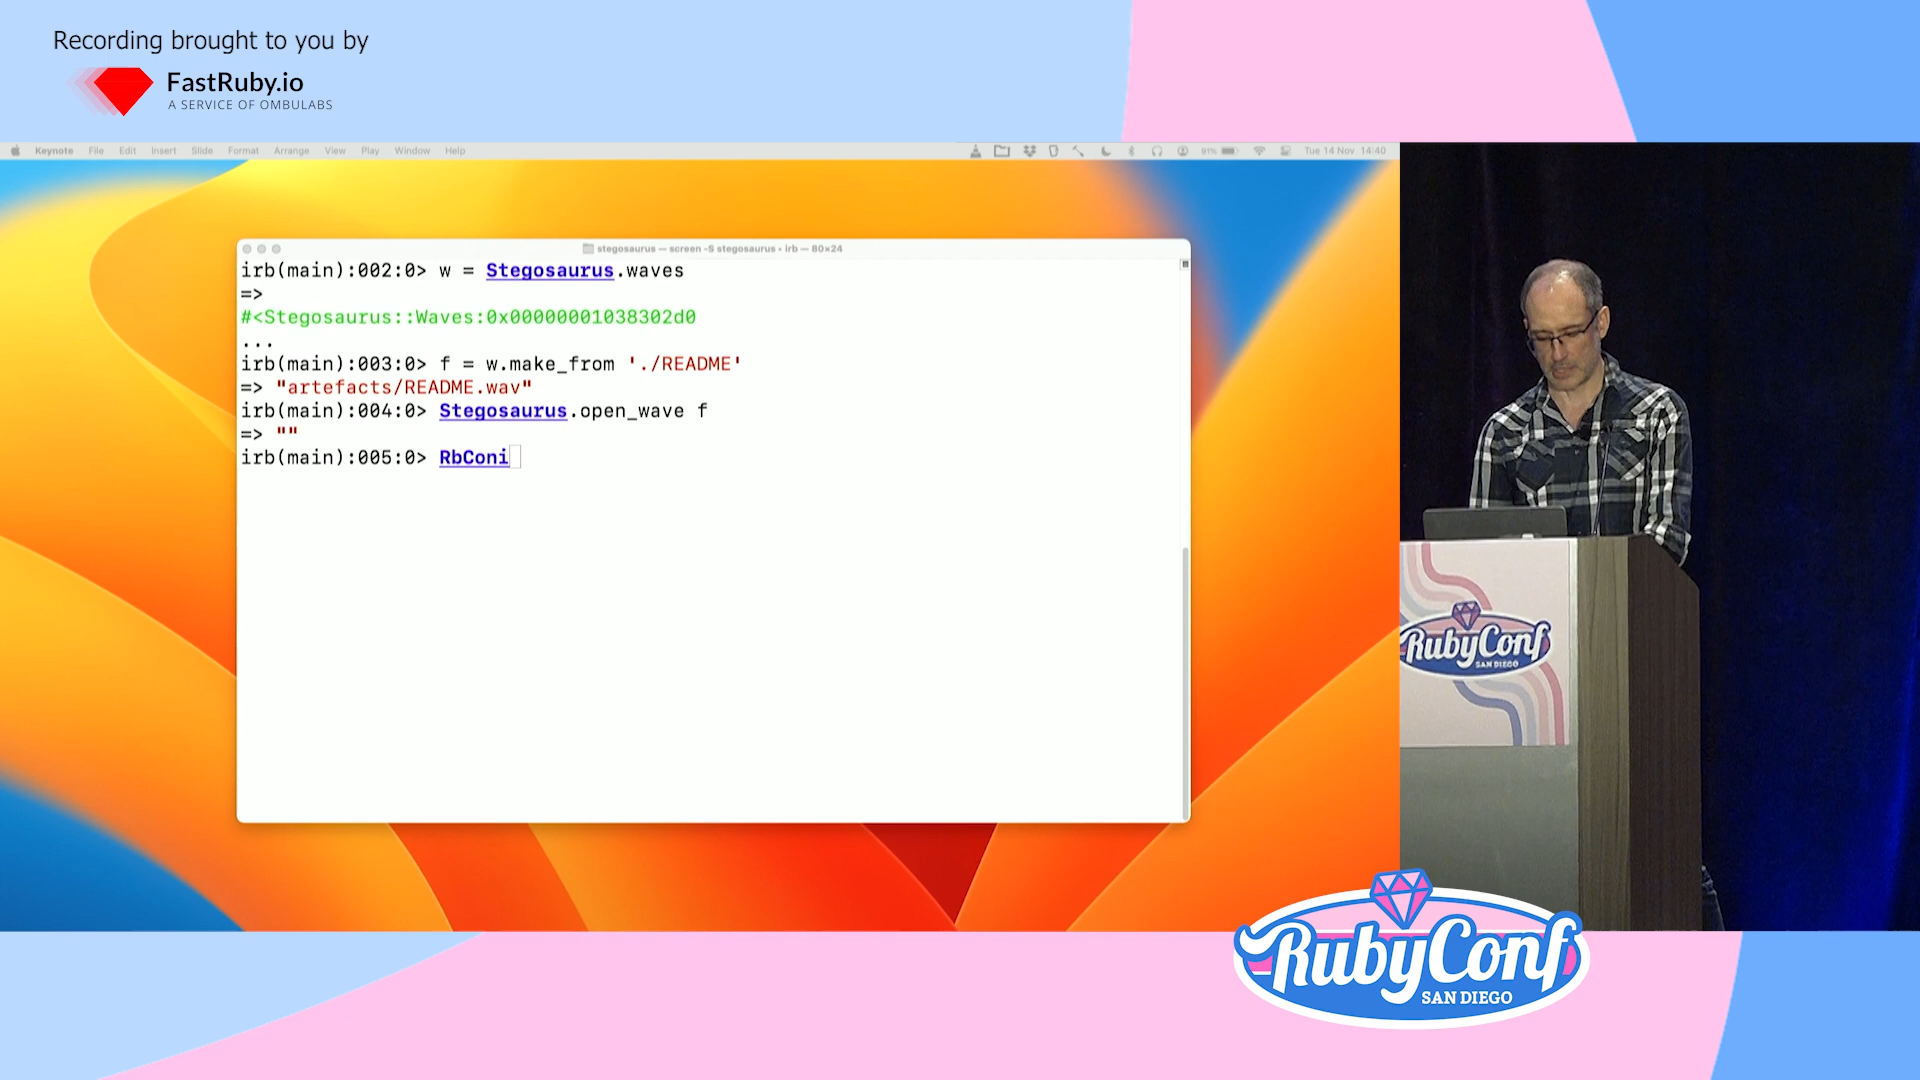 Recording brought to you by
FastRuby.io
A SERVICE OF OMBULABS
Keynote File Edit Insert Slide Format Arrange View Play Window Help
91% Tue 14 Nov 14:40
stegosaurus — screen -S stegosaurus • irb — 80×24
irb(main):002:0> w = Stegosaurus.waves
=>
#<Stegosaurus::Waves:0x00000001038302d0
...
irb(main):003:0> f = w.make_from './README'
=> "artefacts/README.wav"
irb(main):004:0> Stegosaurus.open_wave f
=> ""
irb(main):005:0> RbConi
RubyConf
SAN DIEGO
RubyConf
SAN DIEGO